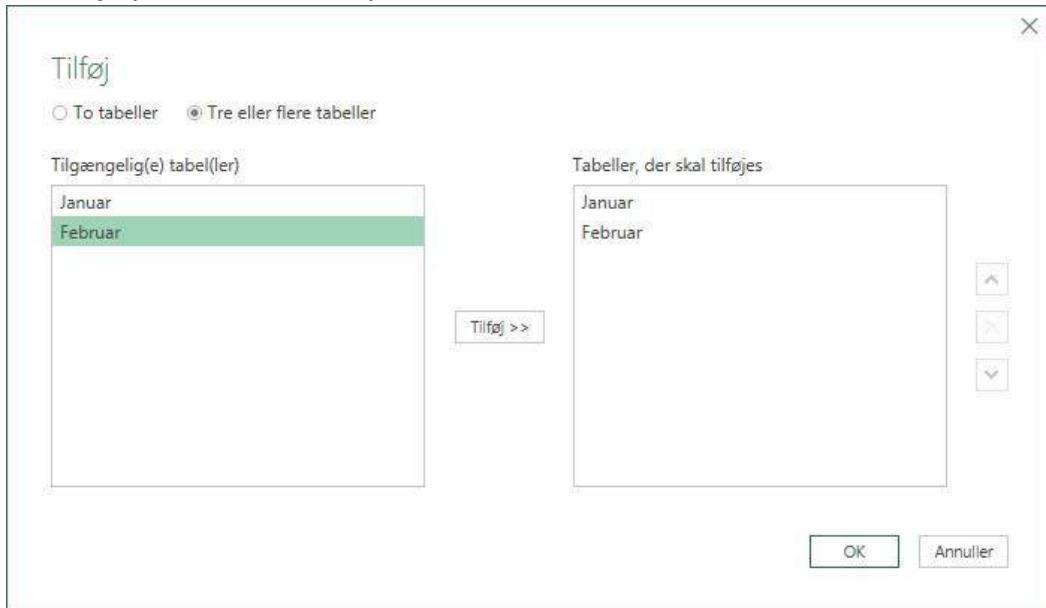 Tilføj
To tabeller Tre eller flere tabeller
Tilgængelig(e) tabel(ler)
Januar
Februar
Tilføj >>
Tabeller, der skal tilføjes
Januar
Februar
OK Annuller